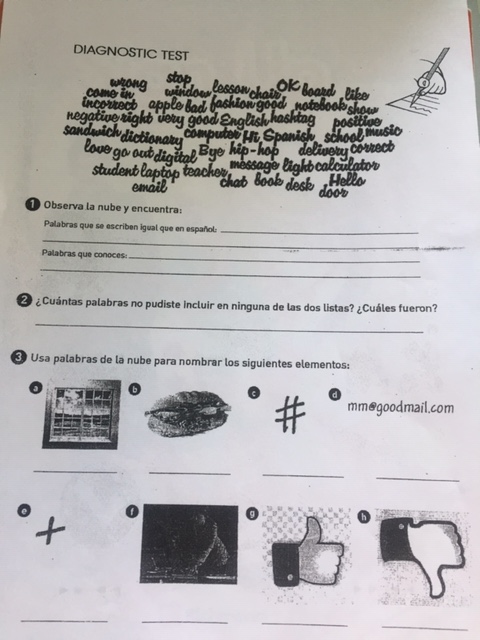 DIAGNOSTIC TEST
wrong stop
come in window lesson chair OK board like
incorrect apple bad fashion good notebook show
negative right very good English hashtag positive
sandwich dictionary computer Hi Spanish school music
love go out digital Bye hip-hop delivery correct
student laptop teacher message light calculator
email chat book desk Hello
door
1 Observa la nube y encuentra:
Palabras que se escriben igual que en español:
Palabras que conoces:
2 ¿Cuántas palabras no pudiste incluir en ninguna de las dos listas? ¿Cuáles fueron?
3 Usa palabras de la nube para nombrar los siguientes elementos:
a b c # d mm@goodmail.com
e + f g h